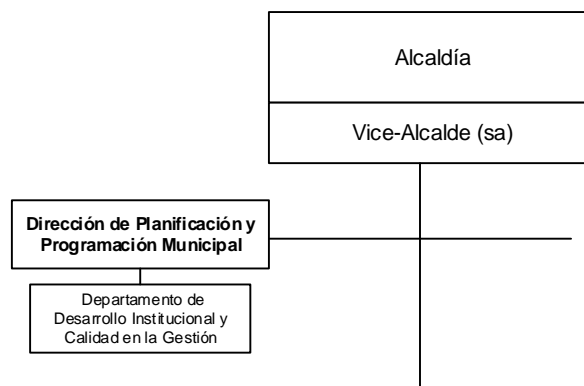 Alcaldía
Vice-Alcalde (sa)
Dirección de Planificación y
Programación Municipal
Departamento de
Desarrollo Institucional y
Calidad en la Gestión